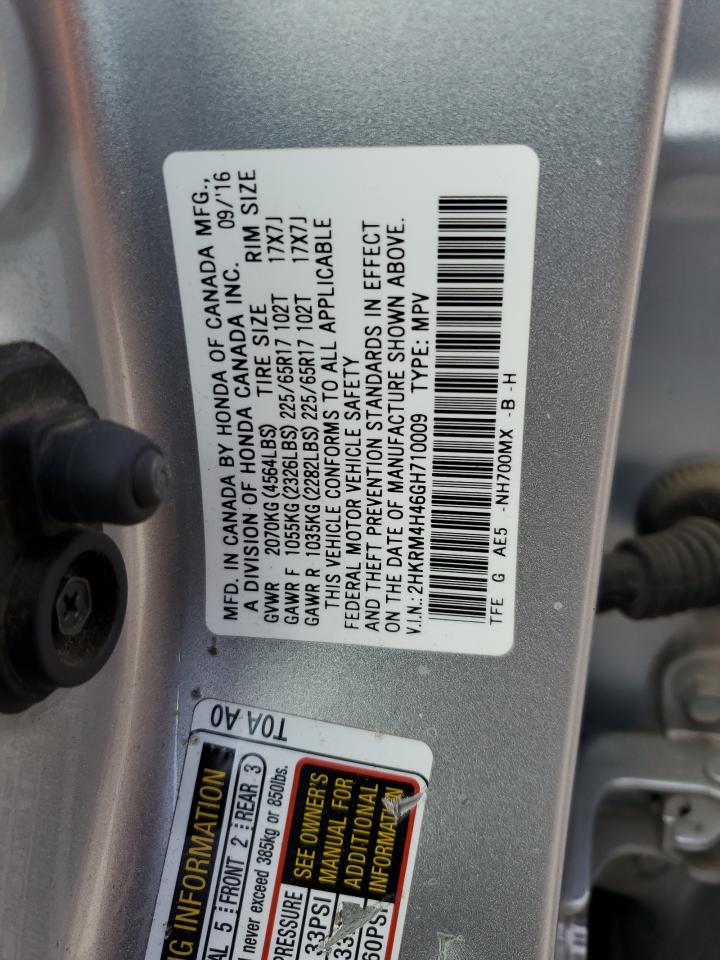 MFD. IN CANADA BY HONDA OF CANADA MFG.,
A DIVISION OF HONDA CANADA INC. 09/'16
GVWR 2070KG(4564LBS) TIRE SIZE RIM SIZE
GAWR F 1055KG(2326LBS) 225/65R17 102T 17X7J
GAWR R 1035KG(2282LBS) 225/65R17 102T 17X7J
THIS VEHICLE CONFORMS TO ALL APPLICABLE
FEDERAL MOTOR VEHICLE SAFETY
AND THEFT PREVENTION STANDARDS IN EFFECT
ON THE DATE OF MANUFACTURE SHOWN ABOVE.
V.I.N.: 2HKRM4H46GH710009 TYPE: MPV
TFE G AE5 -NH700MX -B -H
T0A A0
INFORMATION
5 FRONT 2 REAR 3
never exceed 385kg or 850lbs.
PRESSURE
33PSI
33
60PSI
SEE OWNER'S
MANUAL FOR
ADDITIONAL
INFORMATION